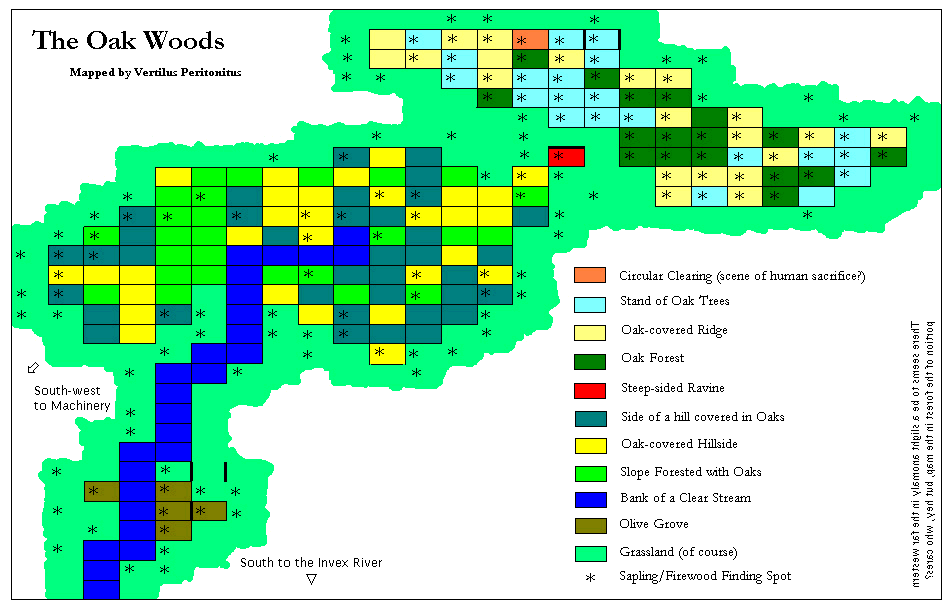 The Oak Woods
Mapped by Vertilus Peritonitus
Circular Clearing (scene of human sacrifice?)
Stand of Oak Trees
Oak-covered Ridge
Oak Forest
Steep-sided Ravine
Side of a hill covered in Oaks
Oak-covered Hillside
Slope Forested with Oaks
Bank of a Clear Stream
Olive Grove
Grassland (of course)
Sapling/Firewood Finding Spot
South-west
to Machinery
South to the Invex River
There seems to be a slight anomaly in the far western
portion of the forest in the map, but hey, who cares?